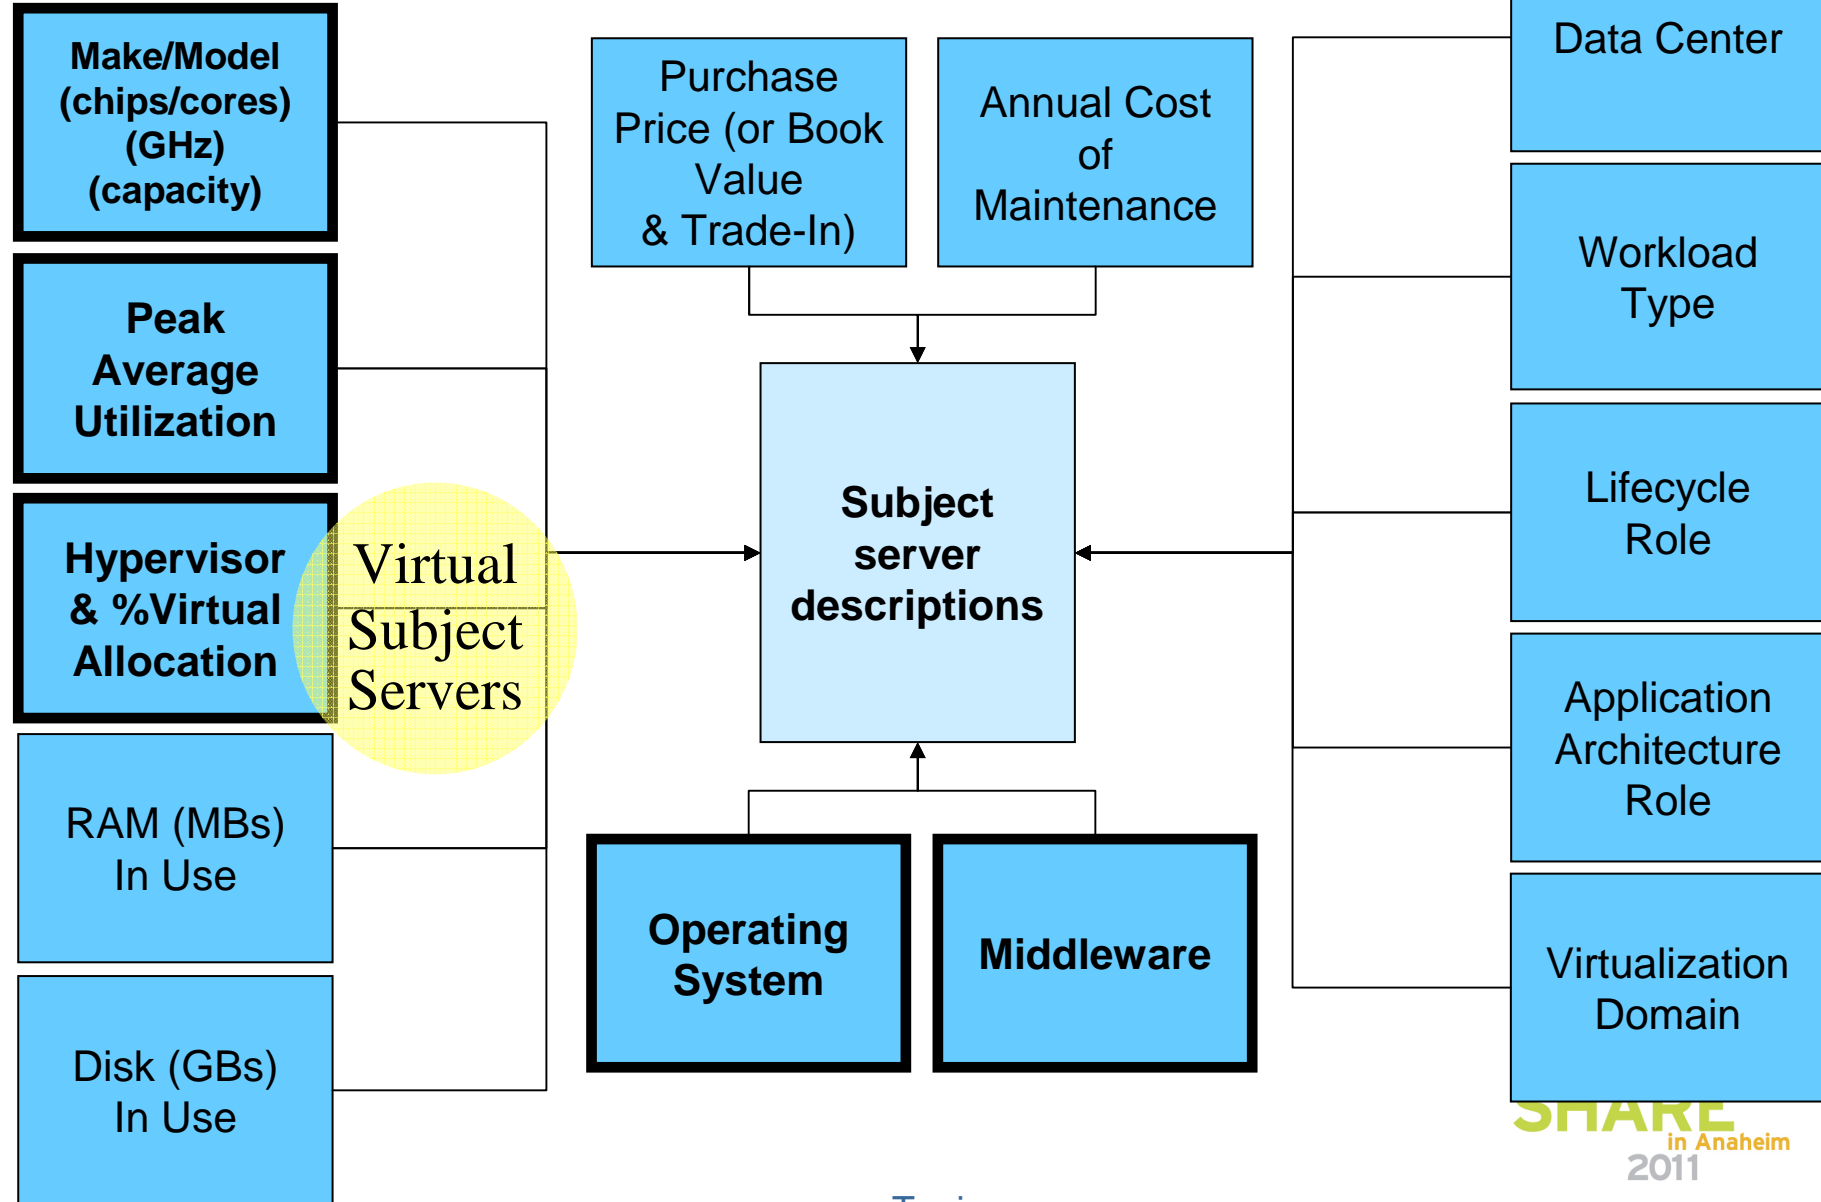 Make/Model
(chips/cores)
(GHz)
(capacity)
Peak
Average
Utilization
Hypervisor
& %Virtual
Allocation
Virtual
Subject
Servers
RAM (MBs)
In Use
Disk (GBs)
In Use
Purchase
Price (or Book
Value
& Trade-In)
Annual Cost
of
Maintenance
Subject
server
descriptions
Operating
System
Middleware
Data Center
Workload
Type
Lifecycle
Role
Application
Architecture
Role
Virtualization
Domain
SHARE
in Anaheim
2011